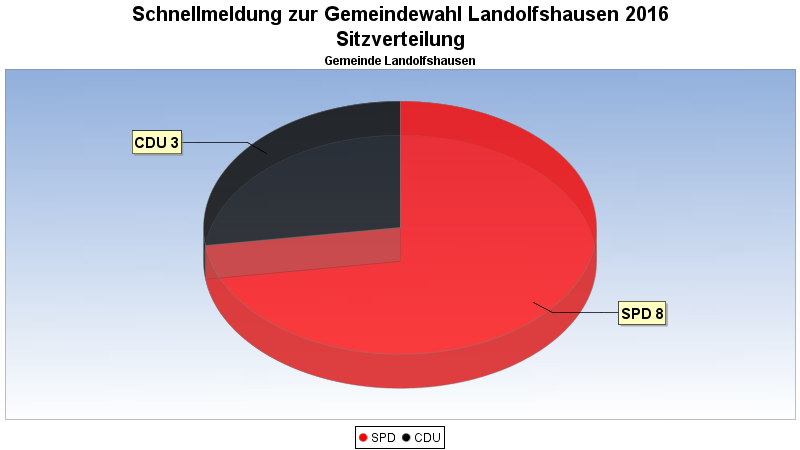 Schnellmeldung zur Gemeindewahl Landolfshausen 2016
Sitzverteilung
Gemeinde Landolfshausen
CDU 3
SPD 8
SPD CDU